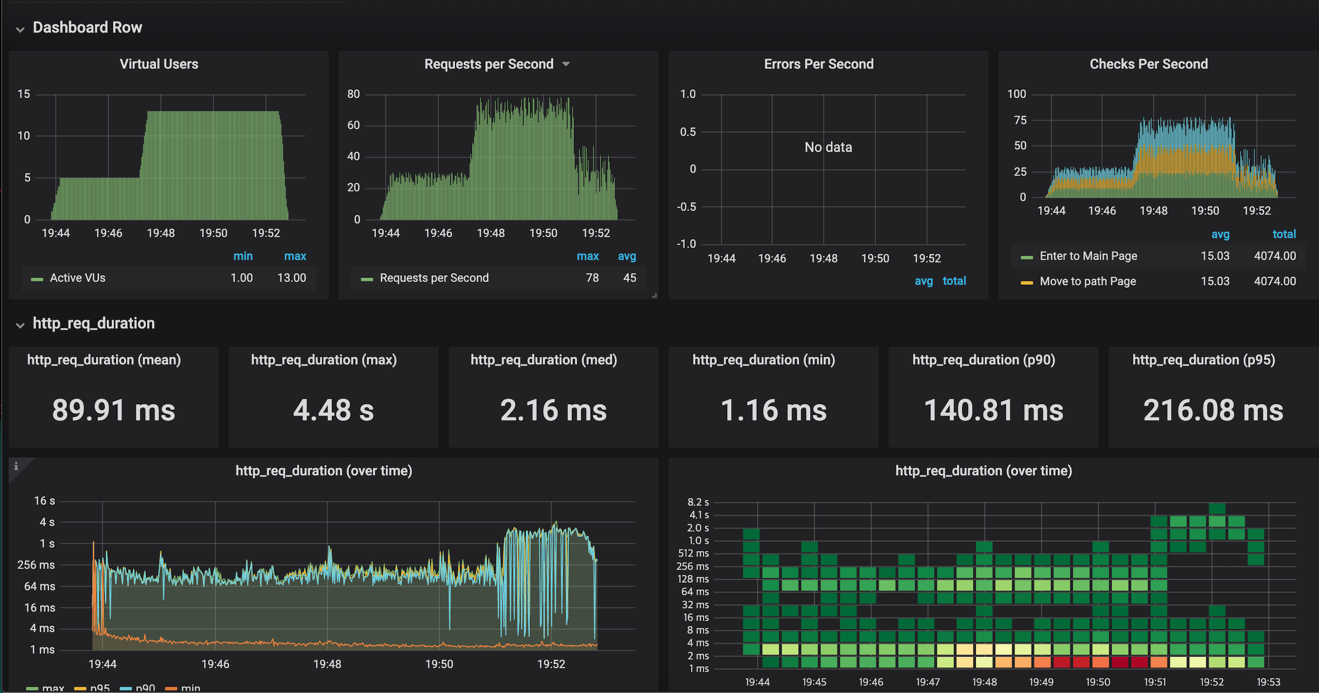 Dashboard Row
Virtual Users
15
10
5
0
19:44 19:46 19:48 19:50 19:52
min max
Active VUs 1.00 13.00
Requests per Second
80
60
40
20
0
19:44 19:46 19:48 19:50 19:52
max avg
Requests per Second 78 45
Errors Per Second
1.0
0.5
0
-0.5
-1.0
No data
19:44 19:46 19:48 19:50 19:52
avg total
Checks Per Second
100
75
50
25
0
19:44 19:46 19:48 19:50 19:52
avg total
Enter to Main Page 15.03 4074.00
Move to path Page 15.03 4074.00
http_req_duration
http_req_duration (mean)
89.91 ms
http_req_duration (max)
4.48 s
http_req_duration (med)
2.16 ms
http_req_duration (min)
1.16 ms
http_req_duration (p90)
140.81 ms
http_req_duration (p95)
216.08 ms
i
http_req_duration (over time)
16 s
4 s
1 s
256 ms
64 ms
16 ms
4 ms
1 ms
19:44 19:46 19:48 19:50 19:52
max p95 p90 min
http_req_duration (over time)
8.2 s
4.1 s
2.0 s
1.0 s
512 ms
256 ms
128 ms
64 ms
32 ms
16 ms
8 ms
4 ms
2 ms
1 ms
19:44 19:45 19:46 19:47 19:48 19:49 19:50 19:51 19:52 19:53